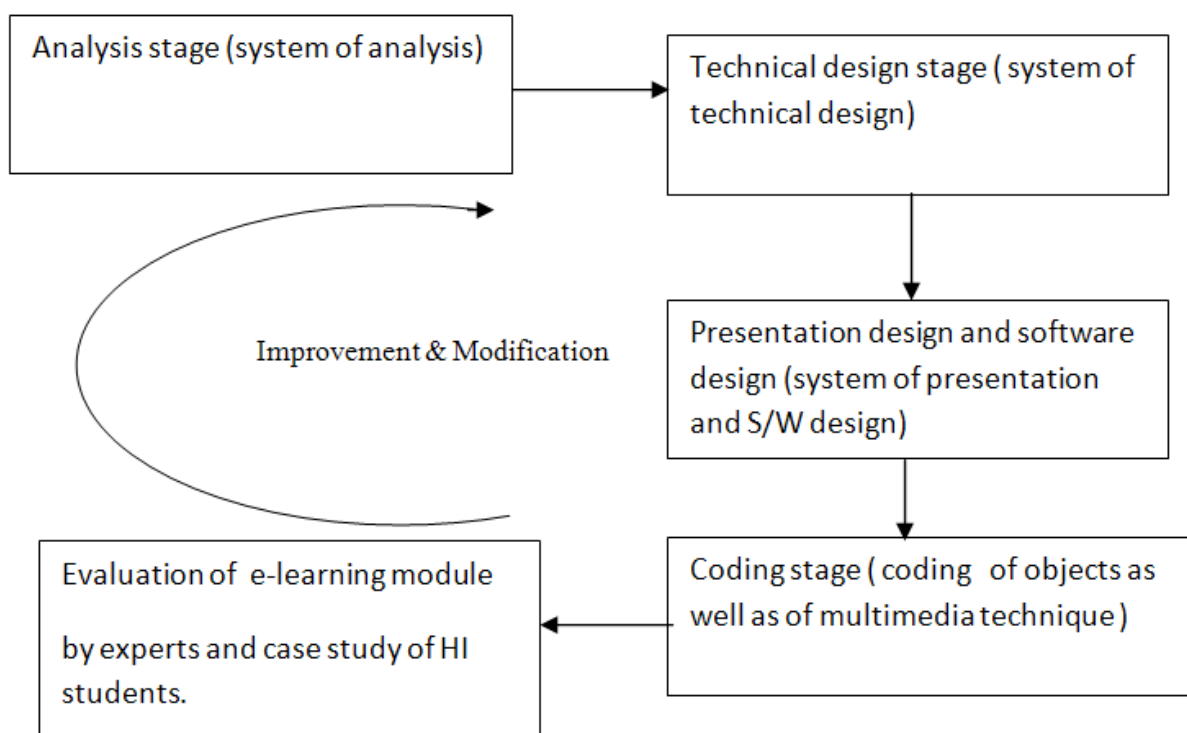 Analysis stage (system of analysis)
Technical design stage ( system of
technical design)
Presentation design and software
design (system of presentation
and S/W design)
Improvement & Modification
Coding stage ( coding of objects as
well as of multimedia technique )
Evaluation of e-learning module
by experts and case study of HI
students.